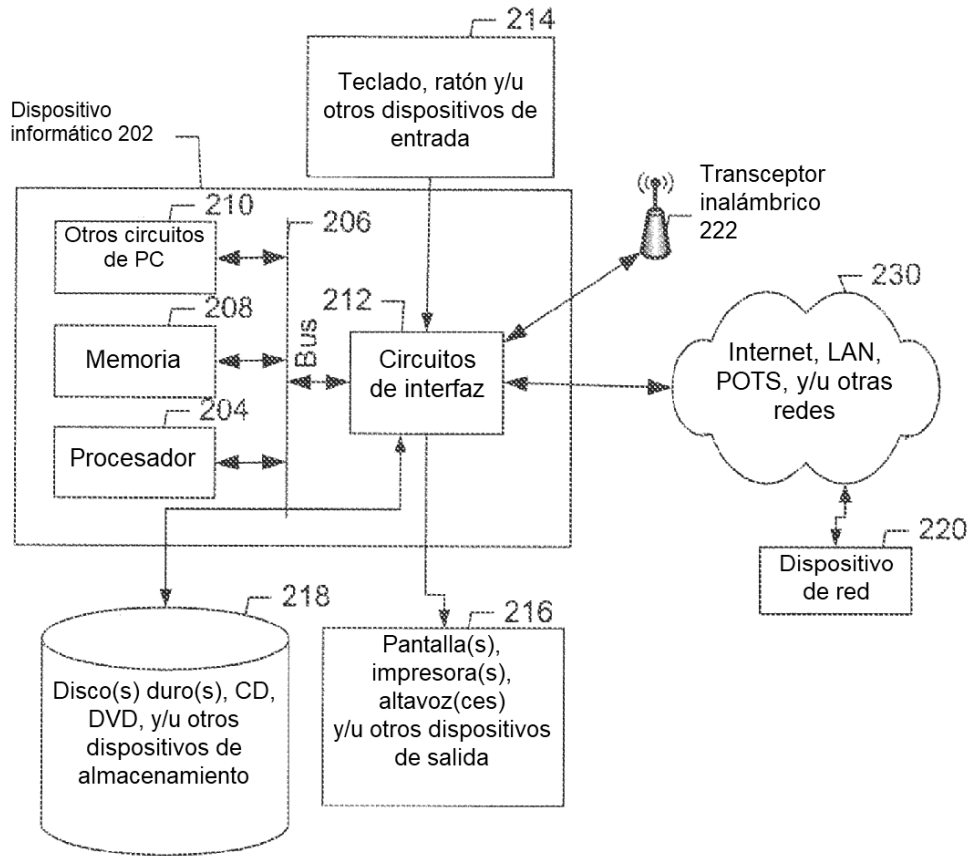 214
Teclado, ratón y/u
otros dispositivos de
entrada
Dispositivo
informático 202
Transceptor
inalámbrico
222
210
Otros circuitos
de PC
206
208
Memoria
204
Procesador
Bus
212
Circuitos
de interfaz
230
Internet, LAN,
POTS, y/u otras
redes
220
Dispositivo
de red
218
Disco(s) duro(s), CD,
DVD, y/u otros
dispositivos de
almacenamiento
216
Pantalla(s),
impresora(s),
altavoz(ces)
y/u otros dispositivos
de salida